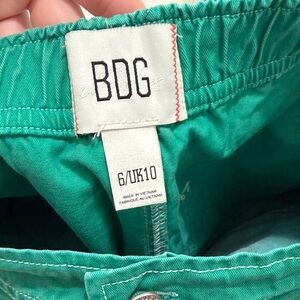 BDG
6/UK10
MADE IN VIETNAM
FABRIQUÉ AU VIETNAM